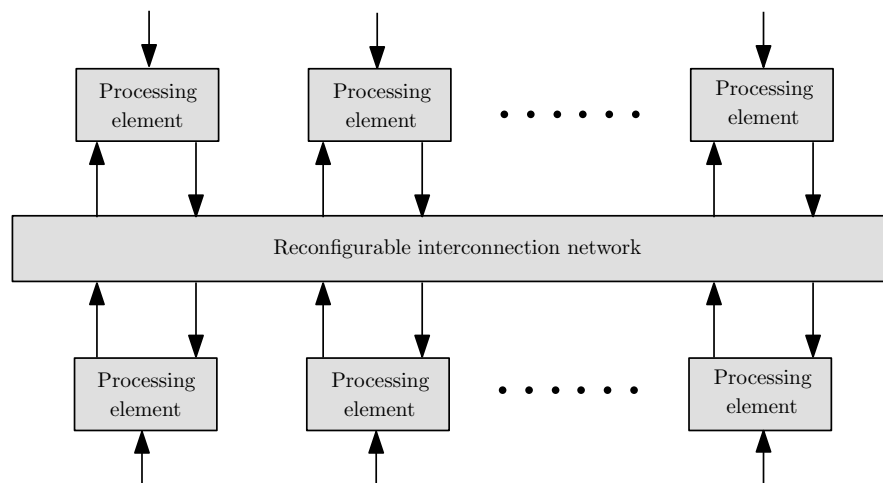 Processing
element
Processing
element
Processing
element
Reconfigurable interconnection network
Processing
element
Processing
element
Processing
element